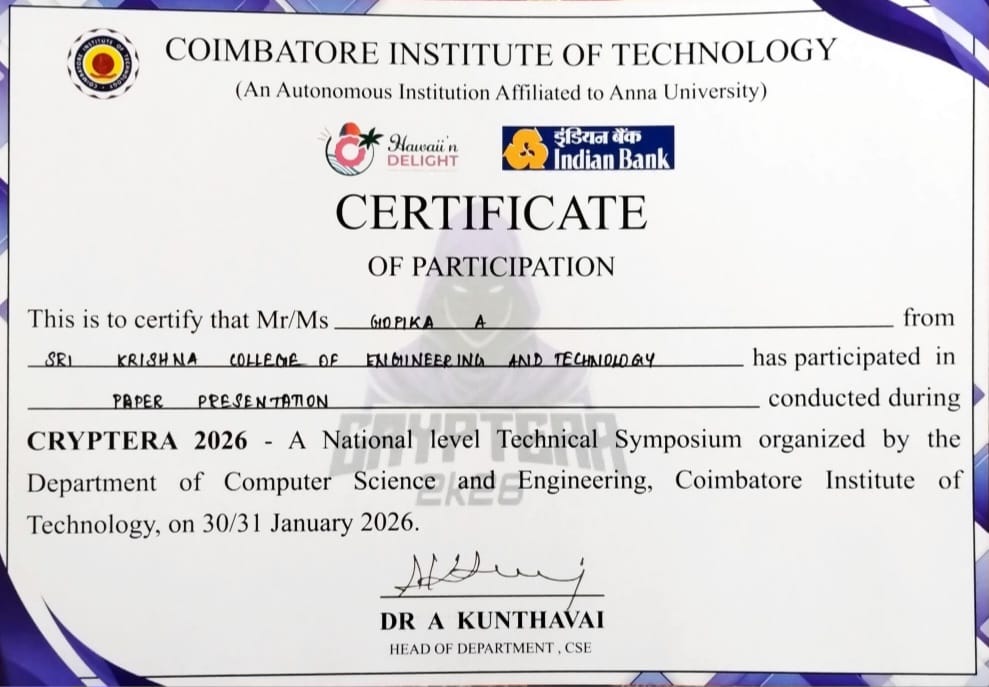 COIMBATORE INSTITUTE OF TECHNOLOGY
(An Autonomous Institution Affiliated to Anna University)
Hawaii'n
DELIGHT
इंडियन बैंक
Indian Bank
CERTIFICATE
OF PARTICIPATION
This is to certify that Mr/Ms GOPIKA A from
SRI KRISHNA COLLEGE OF ENGINEERING AND TECHNOLOGY has participated in
PAPER PRESENTATION conducted during
CRYPTERA 2026 - A National level Technical Symposium organized by the
Department of Computer Science and Engineering, Coimbatore Institute of
Technology, on 30/31 January 2026.
CRYPTERA
2K26
DR A KUNTHAVAI
HEAD OF DEPARTMENT , CSE